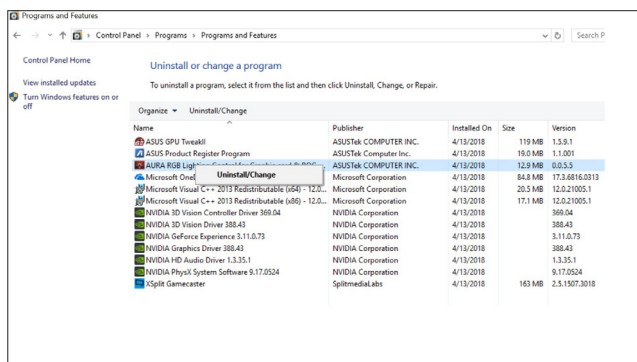 Programs and Features
Control Panel > Programs > Programs and Features
Search P
Control Panel Home
View installed updates
Turn Windows features on or
off
Uninstall or change a program
To uninstall a program, select it from the list and then click Uninstall, Change, or Repair.
Organize Uninstall/Change
Name Publisher Installed On Size Version
ASUS GPU TweakII ASUSTek COMPUTER INC. 4/13/2018 119 MB 1.5.9.1
ASUS Product Register Program ASUSTek Computer Inc. 4/13/2018 19.0 MB 1.1.001
AURA RGB Lighting Control ASUSTek COMPUTER INC. 4/13/2018 12.9 MB 0.0.5.5
Uninstall/Change
Microsoft One Microsoft Corporation 4/13/2018 84.8 MB 17.3.6816.0313
Microsoft Visual C++ 2013 Redistributable (x64) - 12.0... Microsoft Corporation 4/13/2018 20.5 MB 12.0.21005.1
Microsoft Visual C++ 2013 Redistributable (x86) - 12.0... Microsoft Corporation 4/13/2018 17.1 MB 12.0.21005.1
NVIDIA 3D Vision Controller Driver 369.04 NVIDIA Corporation 4/13/2018 369.04
NVIDIA 3D Vision Driver 388.43 NVIDIA Corporation 4/13/2018 388.43
NVIDIA GeForce Experience 3.11.0.73 NVIDIA Corporation 4/13/2018 3.11.0.73
NVIDIA Graphics Driver 388.43 NVIDIA Corporation 4/13/2018 388.43
NVIDIA HD Audio Driver 1.3.35.1 NVIDIA Corporation 4/13/2018 1.3.35.1
NVIDIA PhysX System Software 9.17.0524 NVIDIA Corporation 4/13/2018 9.17.0524
XSplit Gamecaster SplitmediaLabs 4/13/2018 163 MB 2.5.1507.3018